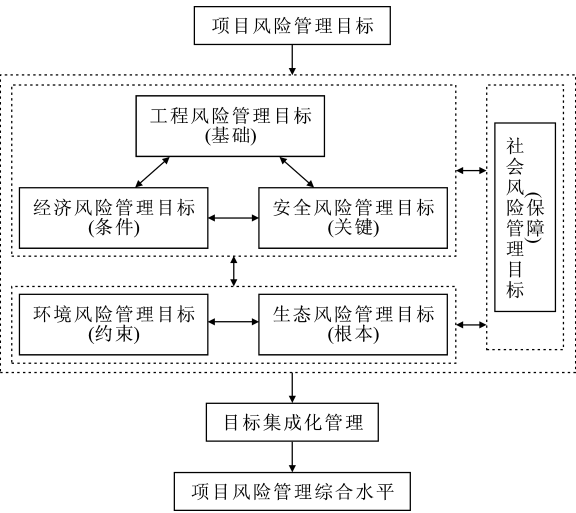 项目风险管理目标
工程风险管理目标
(基础)
经济风险管理目标
(条件)
安全风险管理目标
(关键)
社会风险管理目标
(保障)
环境风险管理目标
(约束)
生态风险管理目标
(根本)
目标集成化管理
项目风险管理综合水平